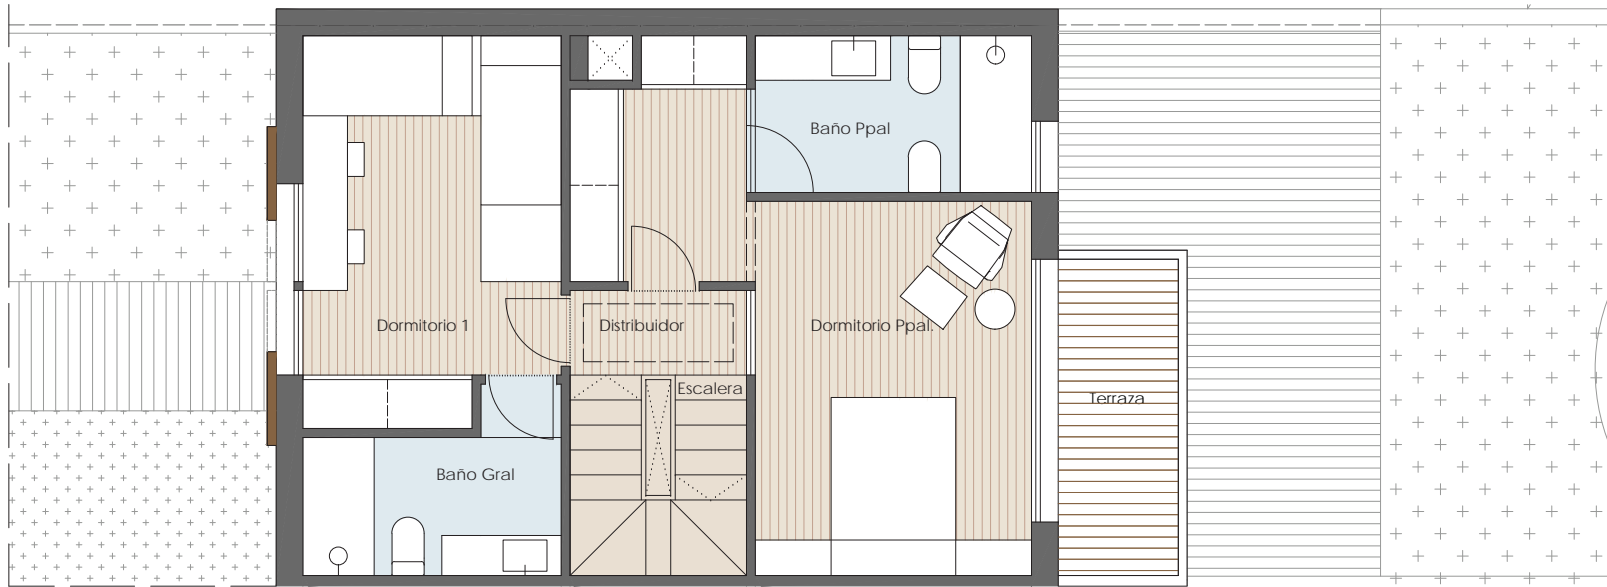 Baño Ppal
Dormitorio 1
Distribuidor
Dormitorio Ppal.
Escalera
Terraza
Baño Gral